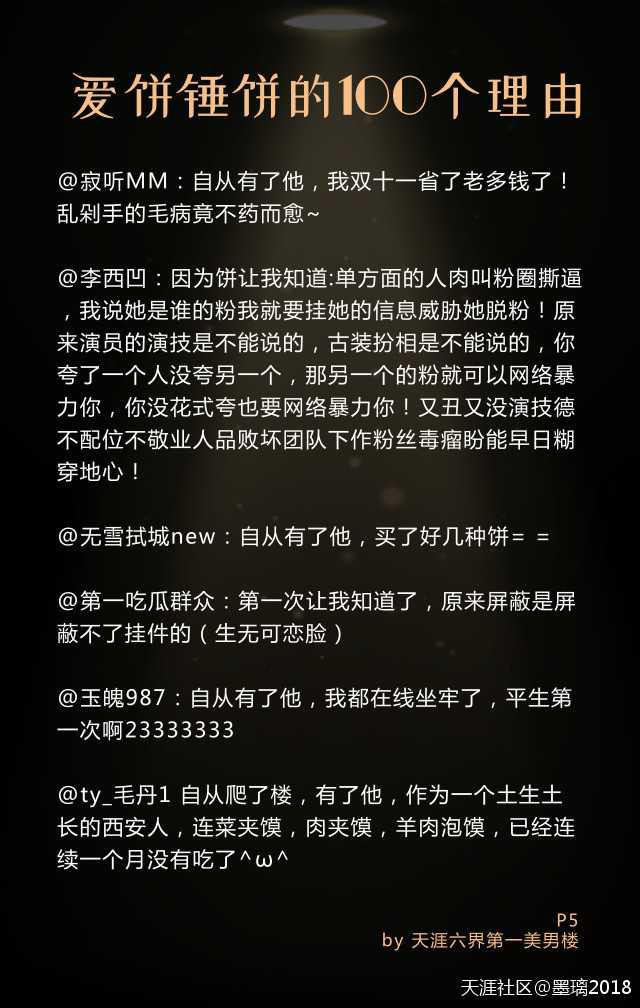 爱饼锤饼的100个理由
@寂听MM：自从有了他，我双十一省了老多钱了！
乱剁手的毛病竟不药而愈~
@李西凹：因为饼让我知道:单方面的人肉叫粉圈撕逼
，我说她是谁的粉我就要挂她的信息威胁她脱粉！原
来演员的演技是不能说的，古装扮相是不能说的，你
夸了一个人没夸另一个，那另一个的粉就可以网络暴
力你，你没花式夸也要网络暴力你！又丑又没演技德
不配位不敬业人品败坏团队下作粉丝毒瘤盼能早日糊
穿地心！
@无雪拭城new：自从有了他，买了好几种饼= =
@第一吃瓜群众：第一次让我知道了，原来屏蔽是屏
蔽不了挂件的（生无可恋脸）
@玉魄987：自从有了他，我都在线坐牢了，平生第
一次啊23333333
@ty_毛丹1 自从爬了楼，有了他，作为一个土生土
长的西安人，连菜夹馍，肉夹馍，羊肉泡馍，已经连
续一个月没有吃了^ω^
P5
by 天涯六界第一美男楼
天涯社区@墨璃2018